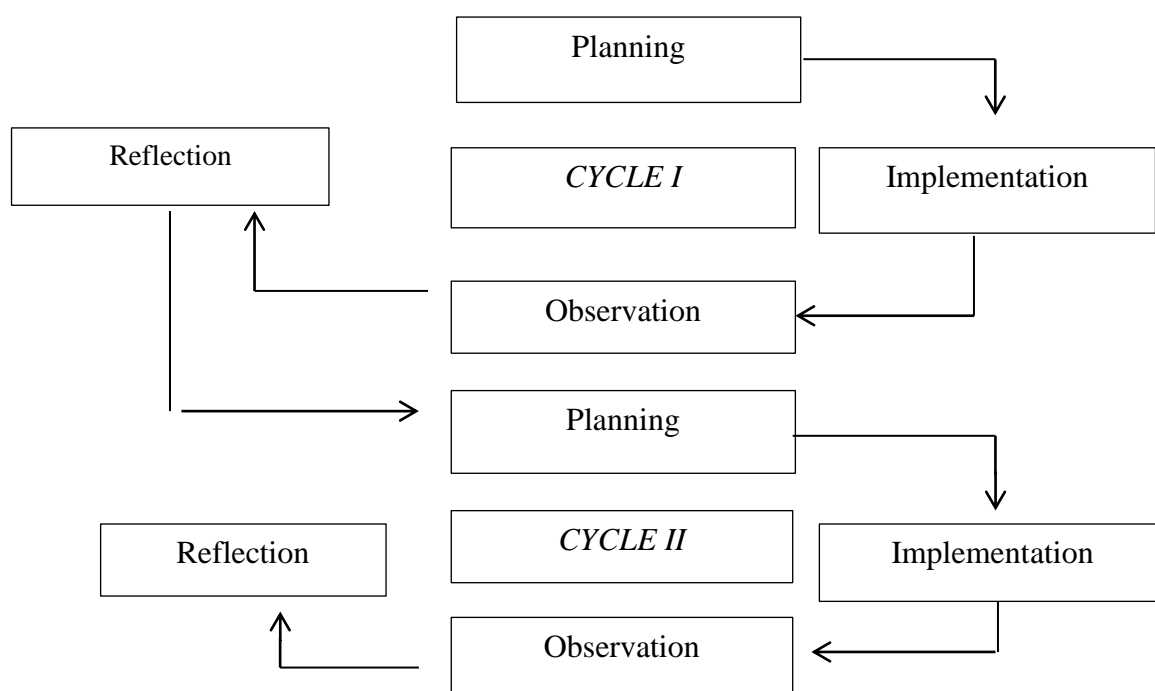 Planning
Reflection
CYCLE I
Implementation
Observation
Planning
Reflection
CYCLE II
Implementation
Observation